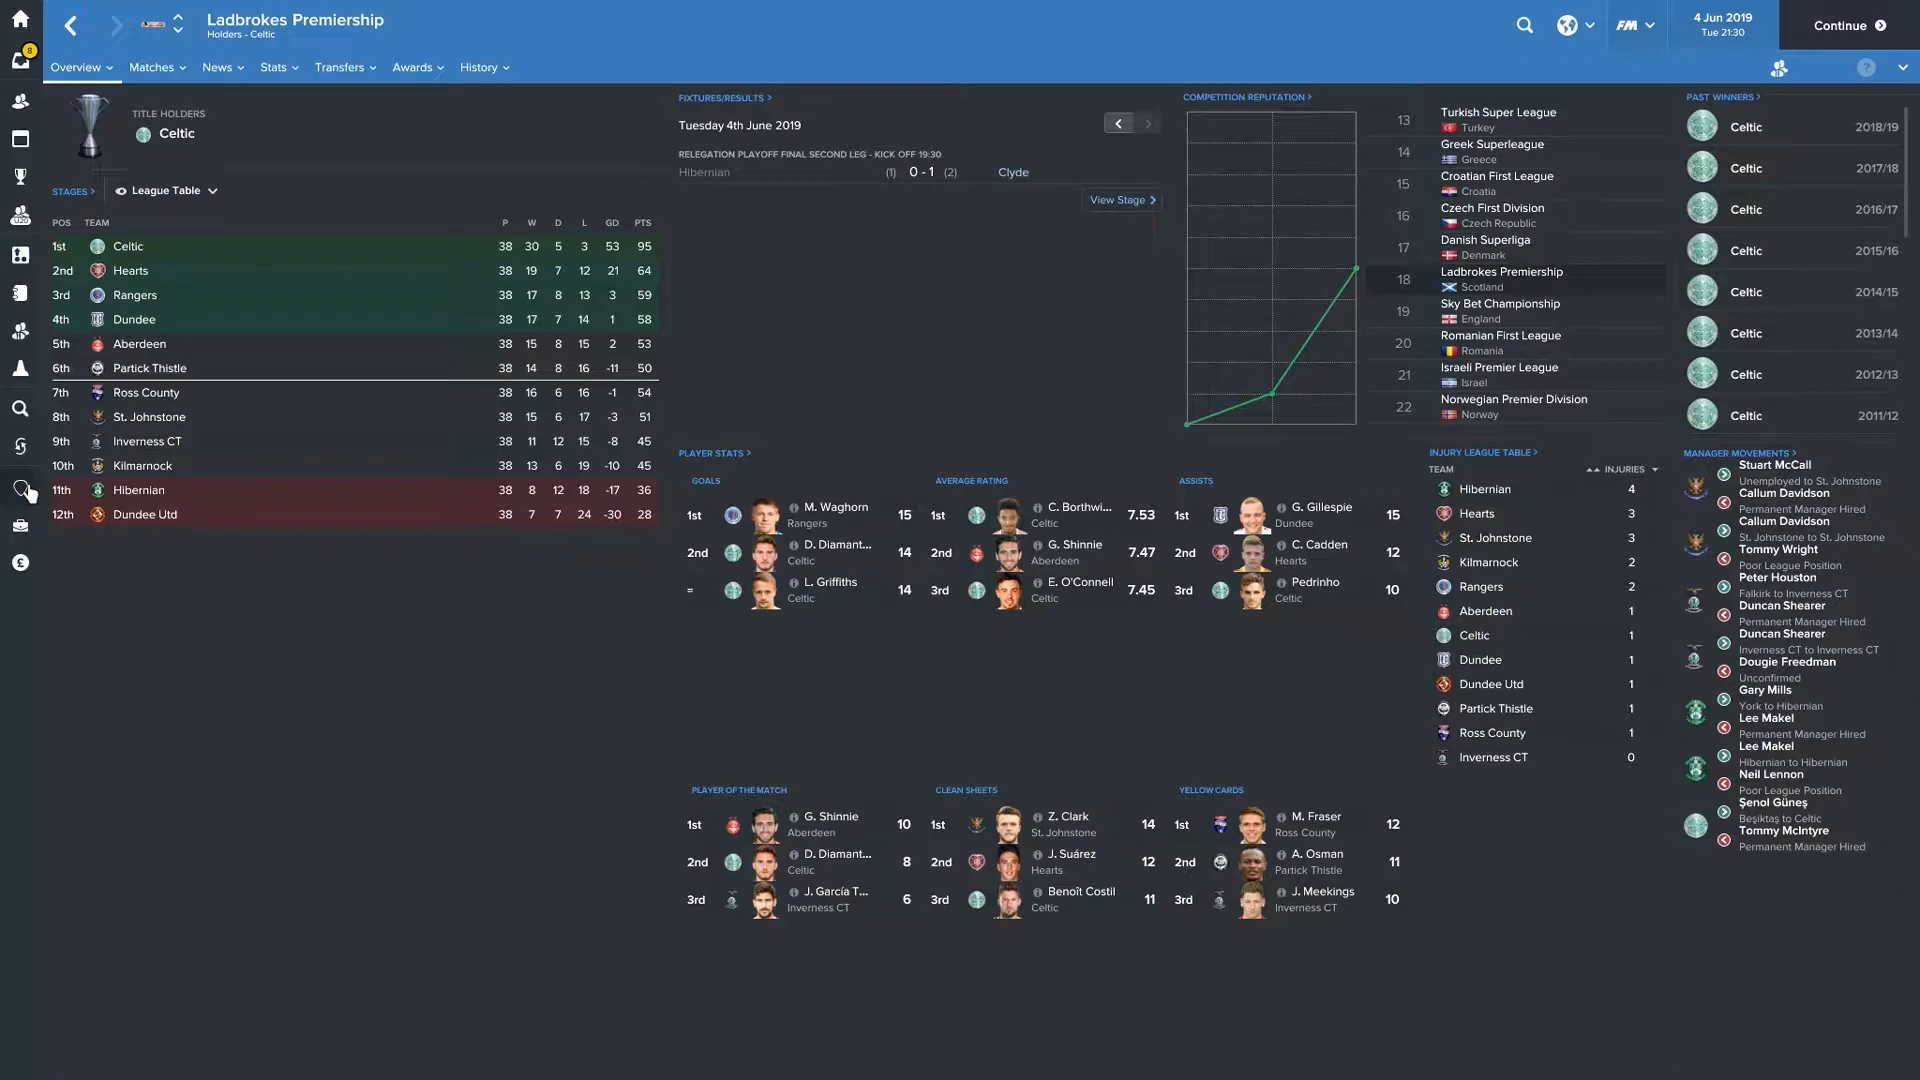 Ladbrokes Premiership
Holders - Celtic
8
FM
4 Jun 2019
Tue 21:30
Continue
Overview
Matches
News
Stats
Transfers
Awards
History
?
TITLE HOLDERS
Celtic
STAGES >
League Table
POS TEAM P W D L GD PTS
1st Celtic 38 30 5 3 53 95
2nd Hearts 38 19 7 12 21 64
3rd Rangers 38 17 8 13 3 59
4th Dundee 38 17 7 14 1 58
5th Aberdeen 38 15 8 15 2 53
6th Partick Thistle 38 14 8 16 -11 50
7th Ross County 38 16 6 16 -1 54
8th St. Johnstone 38 15 6 17 -3 51
9th Inverness CT 38 11 12 15 -8 45
10th Kilmarnock 38 13 6 19 -10 45
11th Hibernian 38 8 12 18 -17 36
12th Dundee Utd 38 7 7 24 -30 28
U20
£
FIXTURES/RESULTS >
Tuesday 4th June 2019
RELEGATION PLAYOFF FINAL SECOND LEG - KICK OFF 19:30
Hibernian (1) 0 - 1 (2) Clyde
View Stage >
COMPETITION REPUTATION >
13 Turkish Super League
Turkey
14 Greek Superleague
Greece
15 Croatian First League
Croatia
16 Czech First Division
Czech Republic
17 Danish Superliga
Denmark
18 Ladbrokes Premiership
Scotland
19 Sky Bet Championship
England
20 Romanian First League
Romania
21 Israeli Premier League
Israel
22 Norwegian Premier Division
Norway
PAST WINNERS >
Celtic 2018/19
Celtic 2017/18
Celtic 2016/17
Celtic 2015/16
Celtic 2014/15
Celtic 2013/14
Celtic 2012/13
Celtic 2011/12
PLAYER STATS >
GOALS
1st M. Waghorn 15
Rangers
2nd D. Diamant... 14
Celtic
= L. Griffiths 14
Celtic
AVERAGE RATING
1st C. Borthwi... 7.53
Celtic
2nd G. Shinnie 7.47
Aberdeen
3rd E. O'Connell 7.45
Celtic
ASSISTS
1st G. Gillespie 15
Dundee
2nd C. Cadden 12
Hearts
3rd Pedrinho 10
Celtic
PLAYER OF THE MATCH
1st G. Shinnie 10
Aberdeen
2nd D. Diamant... 8
Celtic
3rd J. García T... 6
Inverness CT
CLEAN SHEETS
1st Z. Clark 14
St. Johnstone
2nd J. Suárez 12
Hearts
3rd Benoît Costil 11
Celtic
YELLOW CARDS
1st M. Fraser 12
Ross County
2nd A. Osman 11
Partick Thistle
3rd J. Meekings 10
Inverness CT
INJURY LEAGUE TABLE >
TEAM INJURIES
Hibernian 4
Hearts 3
St. Johnstone 3
Kilmarnock 2
Rangers 2
Aberdeen 1
Celtic 1
Dundee 1
Dundee Utd 1
Partick Thistle 1
Ross County 1
Inverness CT 0
MANAGER MOVEMENTS >
Stuart McCall
Unemployed to St. Johnstone
Callum Davidson
Permanent Manager Hired
Callum Davidson
St. Johnstone to St. Johnstone
Tommy Wright
Poor League Position
Peter Houston
Falkirk to Inverness CT
Duncan Shearer
Permanent Manager Hired
Duncan Shearer
Inverness CT to Inverness CT
Dougie Freedman
Unconfirmed
Gary Mills
York to Hibernian
Lee Makel
Permanent Manager Hired
Lee Makel
Hibernian to Hibernian
Neil Lennon
Poor League Position
Şenol Güneş
Beşiktaş to Celtic
Tommy McIntyre
Permanent Manager Hired